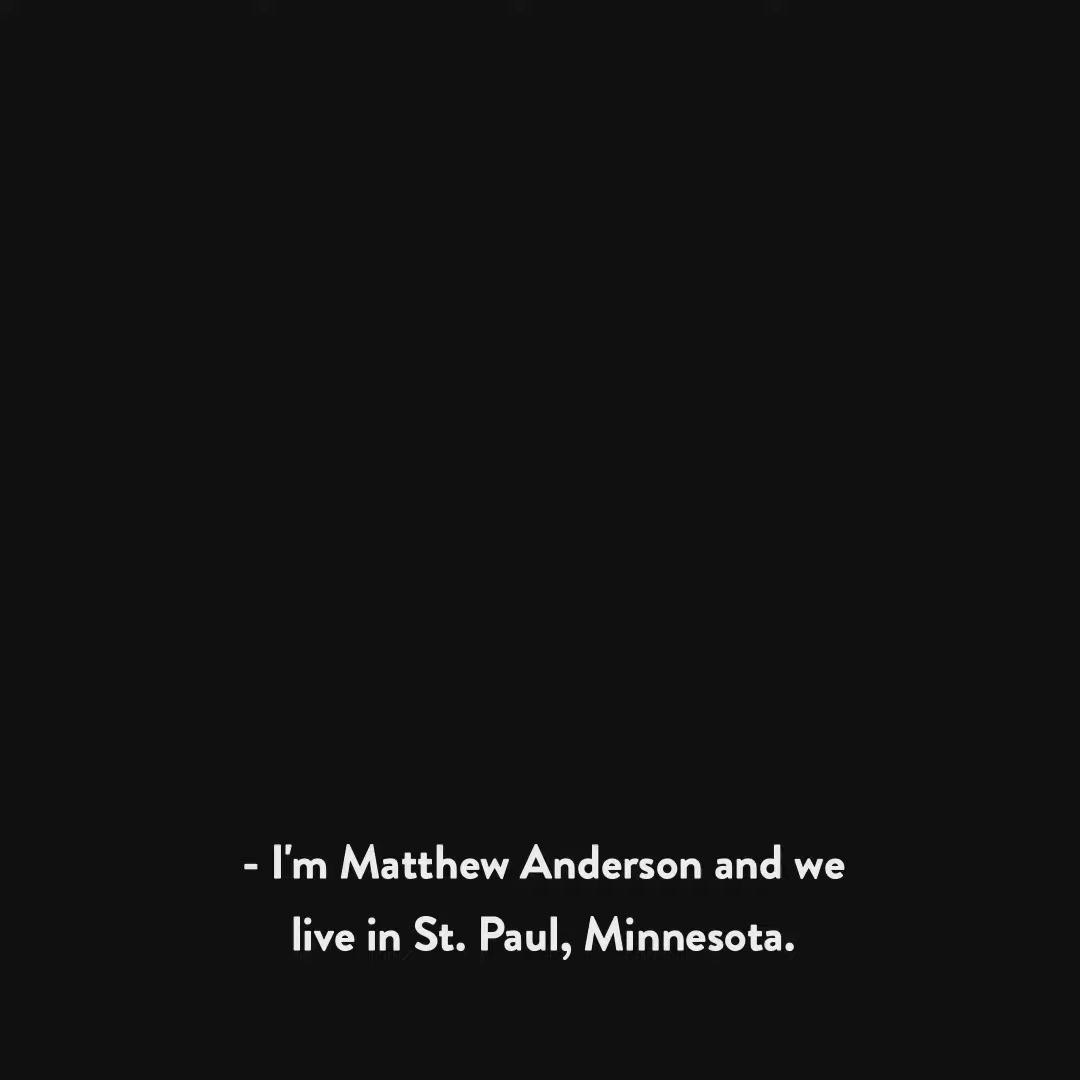 - I'm Matthew Anderson and we
live in St. Paul, Minnesota.